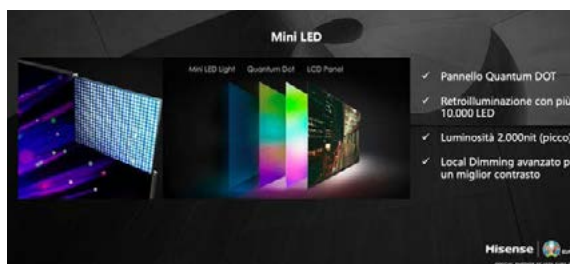 Mini LED
Mini LED Light Quantum Dot LCD Panel
✓ Pannello Quantum DOT
✓ Retroilluminazione con più
10.000 LED
✓ Luminosità 2.000nit (picco)
✓ Local Dimming avanzato p
un miglior contrasto
Hisense